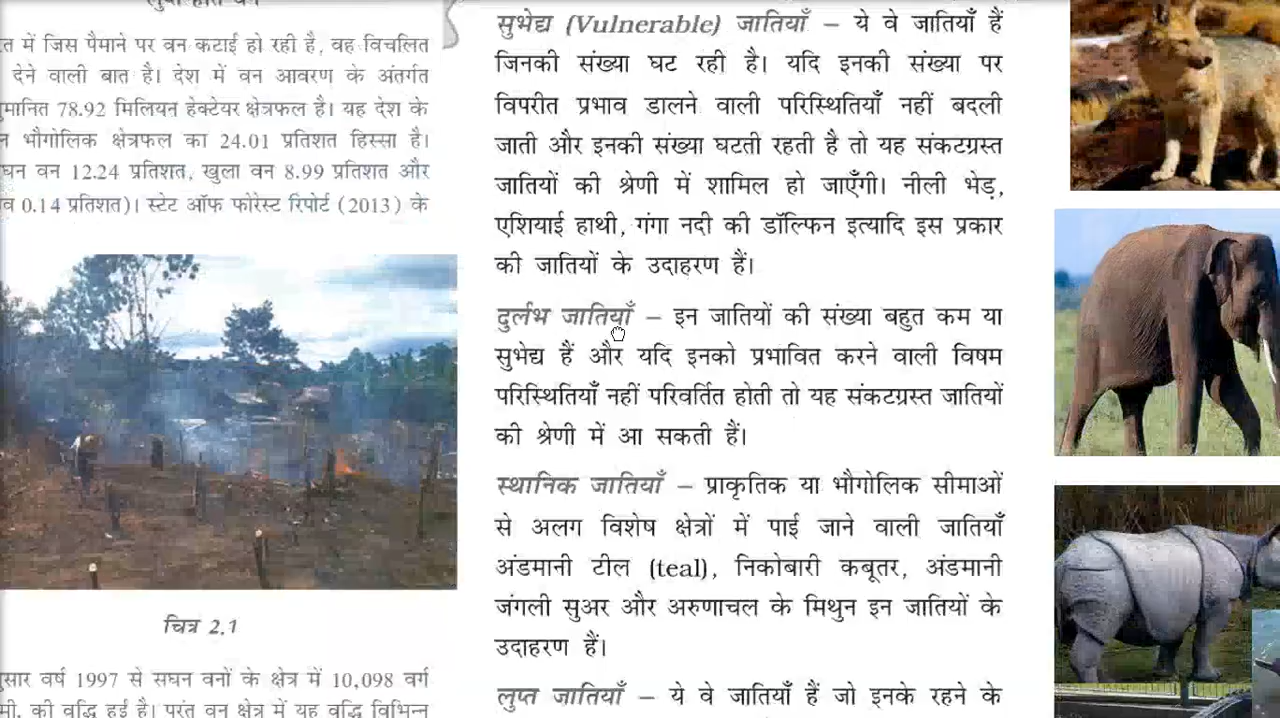 त में जिस पैमाने पर वन कटाई हो रही है, वह विचलित
देने वाली बात है। देश में वन आवरण के अंतर्गत
मानित 78.92 मिलियन हेक्टेयर क्षेत्रफल है। यह देश के
भौगोलिक क्षेत्रफल का 24.01 प्रतिशत हिस्सा है।
घन वन 12.24 प्रतिशत, खुला वन 8.99 प्रतिशत और
व 0.14 प्रतिशत)। स्टेट ऑफ फोरेस्ट रिपोर्ट (2013) के
चित्र 2.1
सार वर्ष 1997 से सघन वनों के क्षेत्र में 10,098 वर्ग
मी. की वृद्धि हुई है। परंतु वन क्षेत्र में यह वृद्धि विभिन्न
सुभेद्य (Vulnerable) जातियाँ – ये वे जातियाँ हैं
जिनकी संख्या घट रही है। यदि इनकी संख्या पर
विपरीत प्रभाव डालने वाली परिस्थितियाँ नहीं बदली
जाती और इनकी संख्या घटती रहती है तो यह संकटग्रस्त
जातियों की श्रेणी में शामिल हो जाएँगी। नीली भेड़,
एशियाई हाथी, गंगा नदी की डॉल्फिन इत्यादि इस प्रकार
की जातियों के उदाहरण हैं।
दुर्लभ जातियाँ – इन जातियों की संख्या बहुत कम या
सुभेद्य हैं और यदि इनको प्रभावित करने वाली विषम
परिस्थितियाँ नहीं परिवर्तित होती तो यह संकटग्रस्त जातियों
की श्रेणी में आ सकती हैं।
स्थानिक जातियाँ – प्राकृतिक या भौगोलिक सीमाओं
से अलग विशेष क्षेत्रों में पाई जाने वाली जातियाँ
अंडमानी टील (teal), निकोबारी कबूतर, अंडमानी
जंगली सुअर और अरुणाचल के मिथुन इन जातियों के
उदाहरण हैं।
लुप्त जातियाँ – ये वे जातियाँ हैं जो इनके रहने के